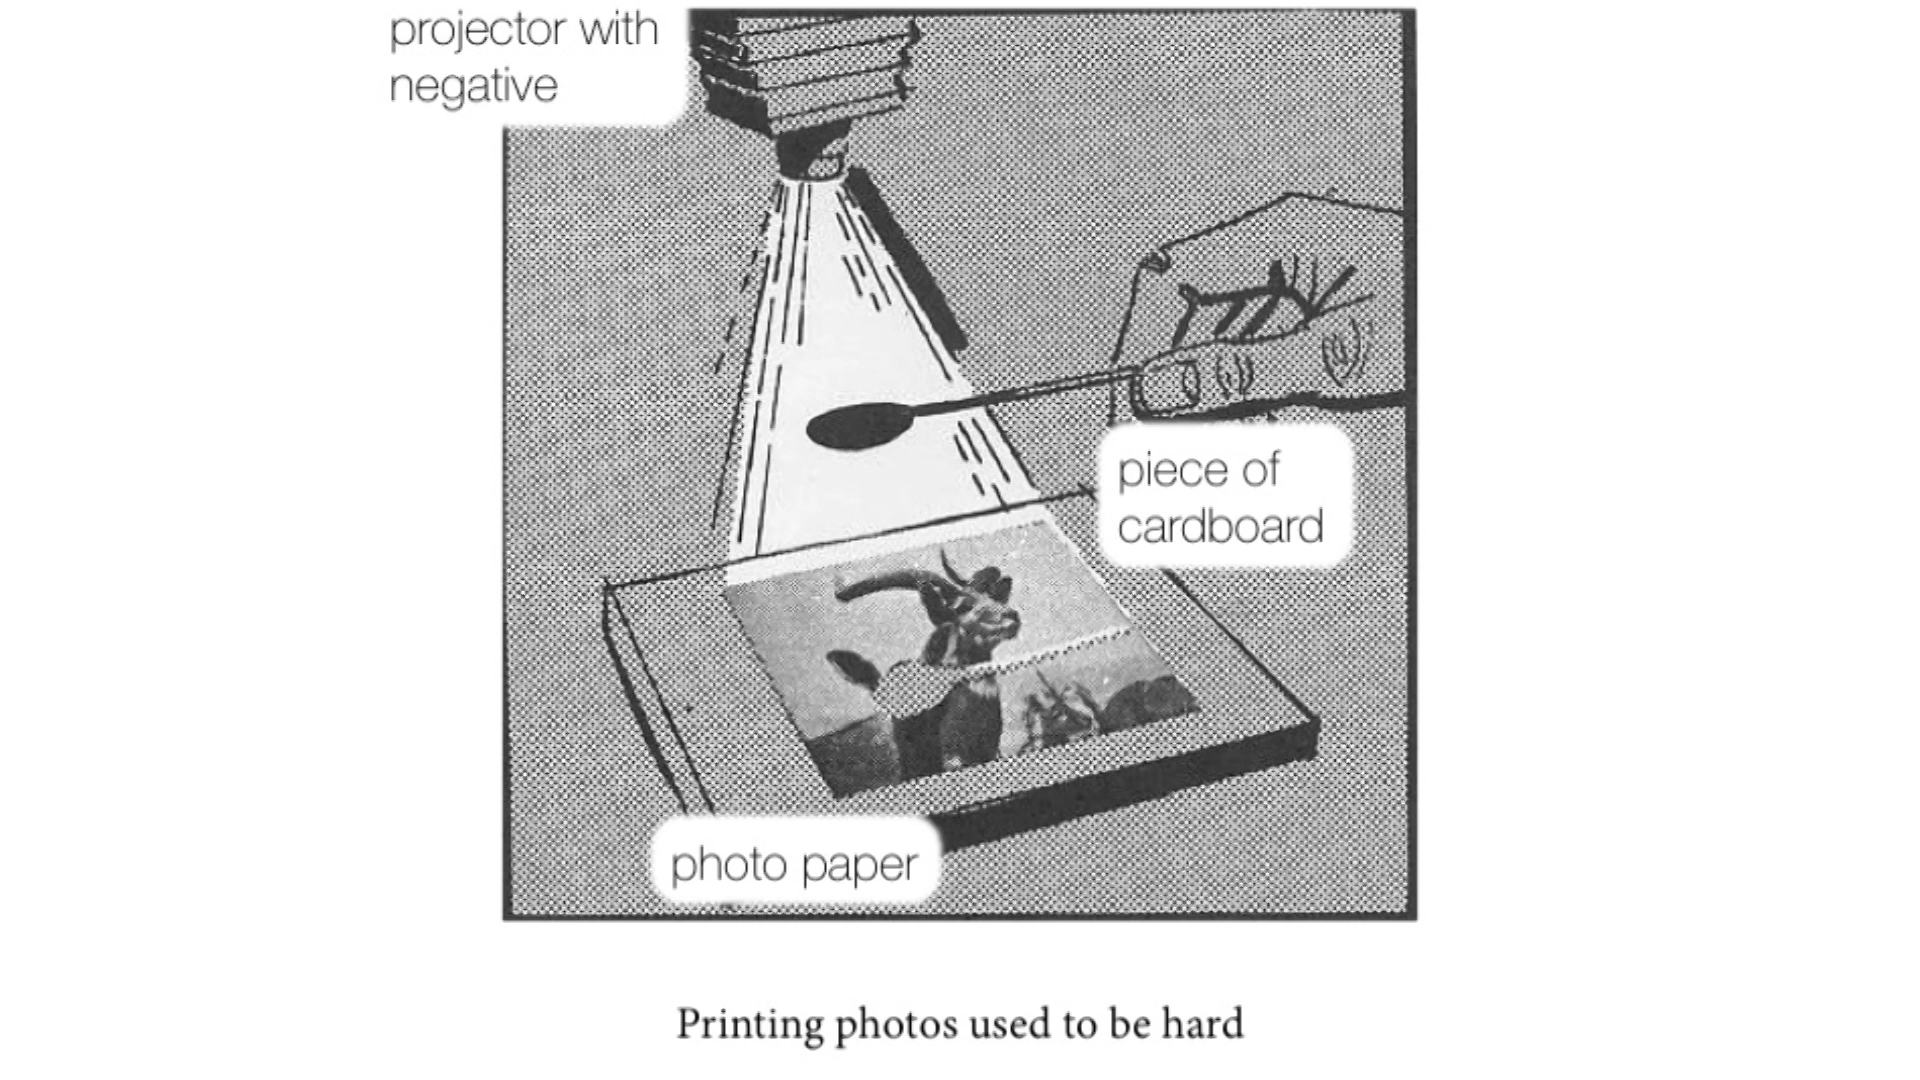 projector with
negative
piece of
cardboard
photo paper
Printing photos used to be hard